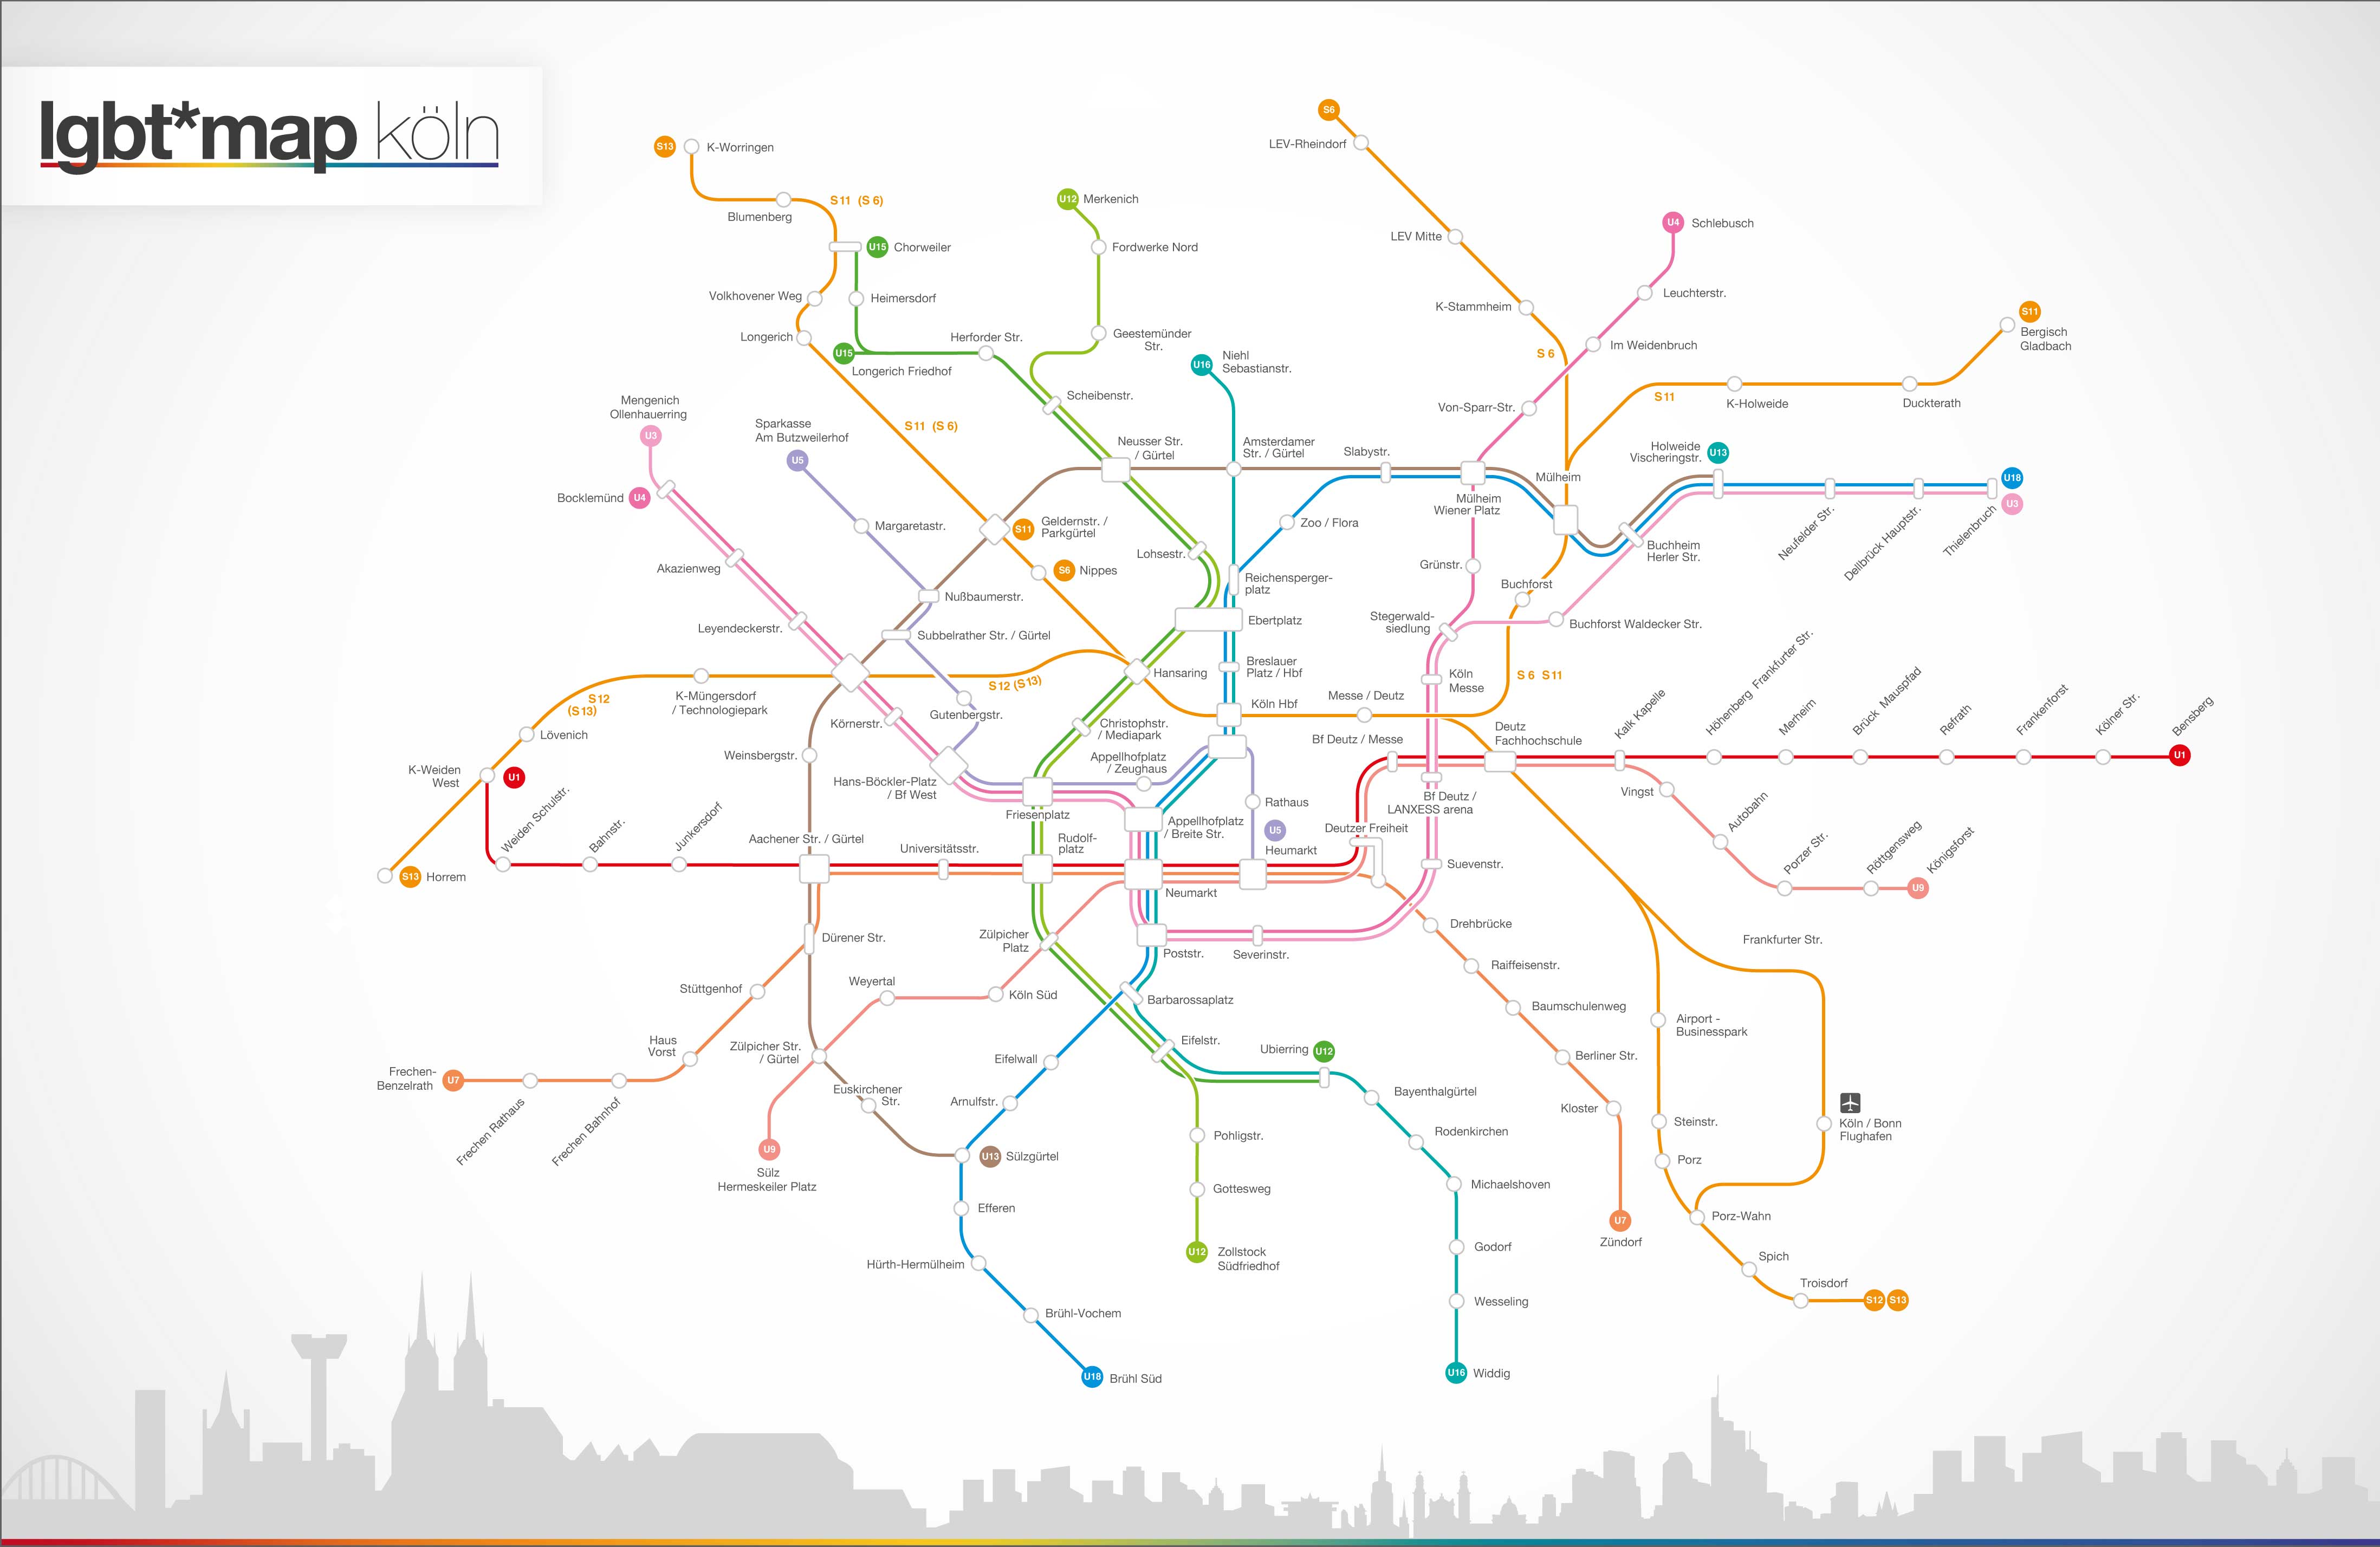 lgbt*map köln
S6
LEV-Rheindorf
S13
K-Worringen
Blumenberg
S 11 (S 6)
U12
Merkenich
U4
Schlebusch
LEV Mitte
U15
Chorweiler
Fordwerke Nord
Volkhovener Weg
Heimersdorf
Leuchterstr.
K-Stammheim
S11
Bergisch
Gladbach
Longerich
Herforder Str.
Geestemünder
Str.
U15
Longerich Friedhof
U16
Niehl
Sebastianstr.
S 6
Im Weidenbruch
Mengenich
Ollenhauerring
Scheibenstr.
S 11
K-Holweide
Duckterath
Von-Sparr-Str.
U3
Sparkasse
Am Butzweilerhof
S 11 (S 6)
U5
Neusser Str.
/ Gürtel
Amsterdamer
Str. / Gürtel
Slabystr.
Holweide
Vischeringstr.
U13
Mülheim
U18
Bocklemünd
U4
Mülheim
Wiener Platz
U3
Margaretastr.
S11
Geldernstr. /
Parkgürtel
Zoo / Flora
Neufelder Str.
Dellbrück Hauptstr.
Thielenbruch
Lohsestr.
Buchheim
Herler Str.
Akazienweg
S6
Nippes
Grünstr.
Reichensperger-
platz
Buchforst
Nußbaumerstr.
Leyendeckerstr.
Subbelrather Str. / Gürtel
Ebertplatz
Stegerwald-
siedlung
Buchforst Waldecker Str.
Hansaring
Breslauer
Platz / Hbf
Köln
Messe
S 6 S 11
S 12
(S13)
K-Müngersdorf
/ Technologiepark
S 12 (S13)
Gutenbergstr.
Köln Hbf
Messe / Deutz
Lövenich
Körnerstr.
Christophstr.
/ Mediapark
Bf Deutz / Messe
Deutz
Fachhochschule
Kalk Kapelle
Höhenberg Frankfurter Str.
Merheim
Brück Mauspfad
Refrath
Frankenforst
Kölner Str.
Bensberg
U1
K-Weiden
West
U1
Weinsbergstr.
Hans-Böckler-Platz
/ Bf West
Appellhofplatz
/ Zeughaus
Rathaus
Bf Deutz /
LANXESS arena
Vingst
Friesenplatz
Appellhofplatz
/ Breite Str.
U5
Heumarkt
Deutzer Freiheit
Autobahn
Weiden Schulstr.
Bahnstr.
Junkersdorf
Aachener Str. / Gürtel
Universitätsstr.
Rudolf-
platz
Suevenstr.
Porzer Str.
Röttgensweg
Königsforst
U9
S13
Horrem
Neumarkt
Dürener Str.
Zülpicher
Platz
Poststr.
Severinstr.
Drehbrücke
Frankfurter Str.
Raiffeisenstr.
Stüttgenhof
Weyertal
Köln Süd
Barbarossaplatz
Baumschulenweg
Airport -
Businesspark
Haus
Vorst
Zülpicher Str.
/ Gürtel
Eifelwall
Eifelstr.
Ubierring
U12
Berliner Str.
Frechen-
Benzelrath
U7
Frechen Rathaus
Frechen Bahnhof
Euskirchener
Str.
Arnulfstr.
Bayenthalgürtel
Kloster
Steinstr.
Köln / Bonn
Flughafen
Pohligstr.
Rodenkirchen
U9
Sülz
Hermeskeiler Platz
U13
Sülzgürtel
Porz
Gottesweg
Michaelshoven
Efferen
U7
Zündorf
Porz-Wahn
Hürth-Hermülheim
U12
Zollstock
Südfriedhof
Godorf
Spich
Troisdorf
S12
S13
Brühl-Vochem
Wesseling
U18
Brühl Süd
U16
Widdig